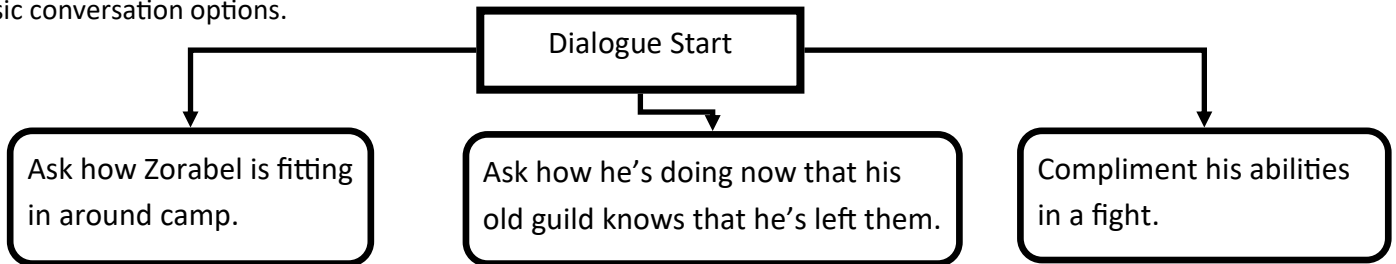 conversation options.
Dialogue Start
Ask how Zorabel is fitting
in around camp.
Ask how he’s doing now that his
old guild knows that he’s left them.
Compliment his abilities
in a fight.